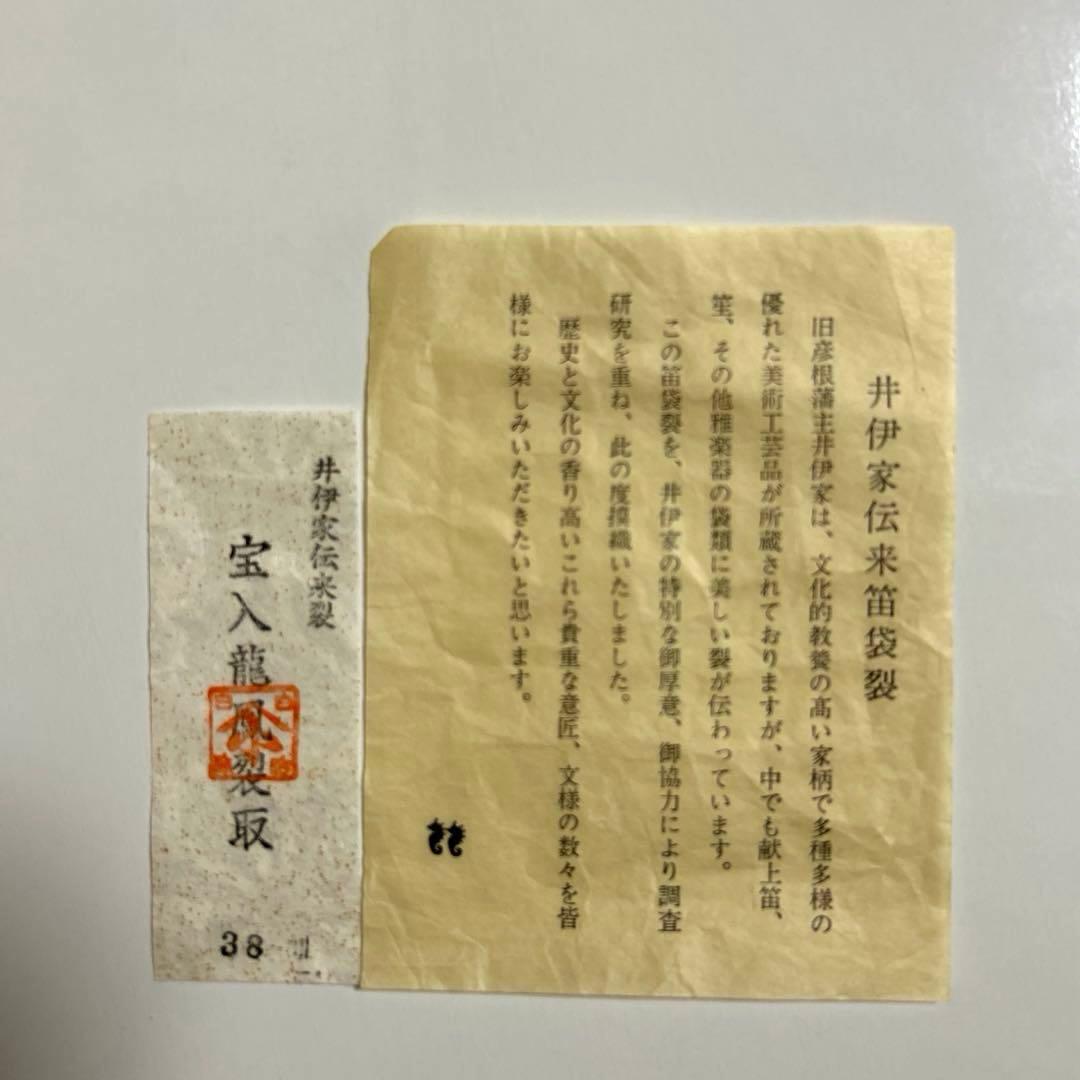 井伊家伝来笛袋裂
旧彦根藩主井伊家は、文化的教養の高い家柄で多種多様の
優れた美術工芸品が所蔵されておりますが、中でも献上笛、
笙、その他雅楽器の袋類に美しい裂が伝わっています。
この笛袋裂を、井伊家の特別な御厚意、御協力により調査
研究を重ね、此の度摸織いたしました。
歴史と文化の香り高いこれら貴重な意匠、文様の数々を皆
様にお楽しみいただきたいと思います。
井伊家伝来裂
宝入龍鳳裂取
38